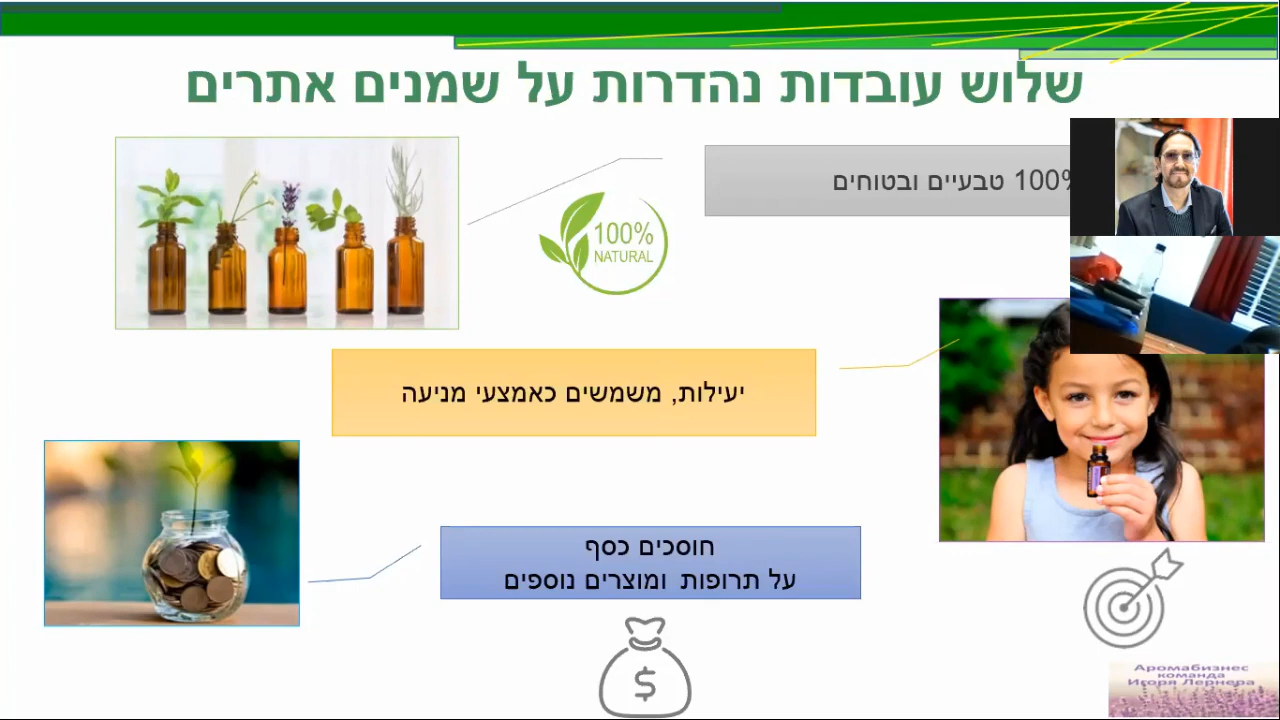 שלוש עובדות נהדרות על שמנים אתרים
100% טבעיים ובטוחים
100%
NATURAL
יעילות, משמשים כאמצעי מניעה
חוסכים כסף
על תרופות ומוצרים נוספים
$
Аромабизнес
команда
Игоря Лернера